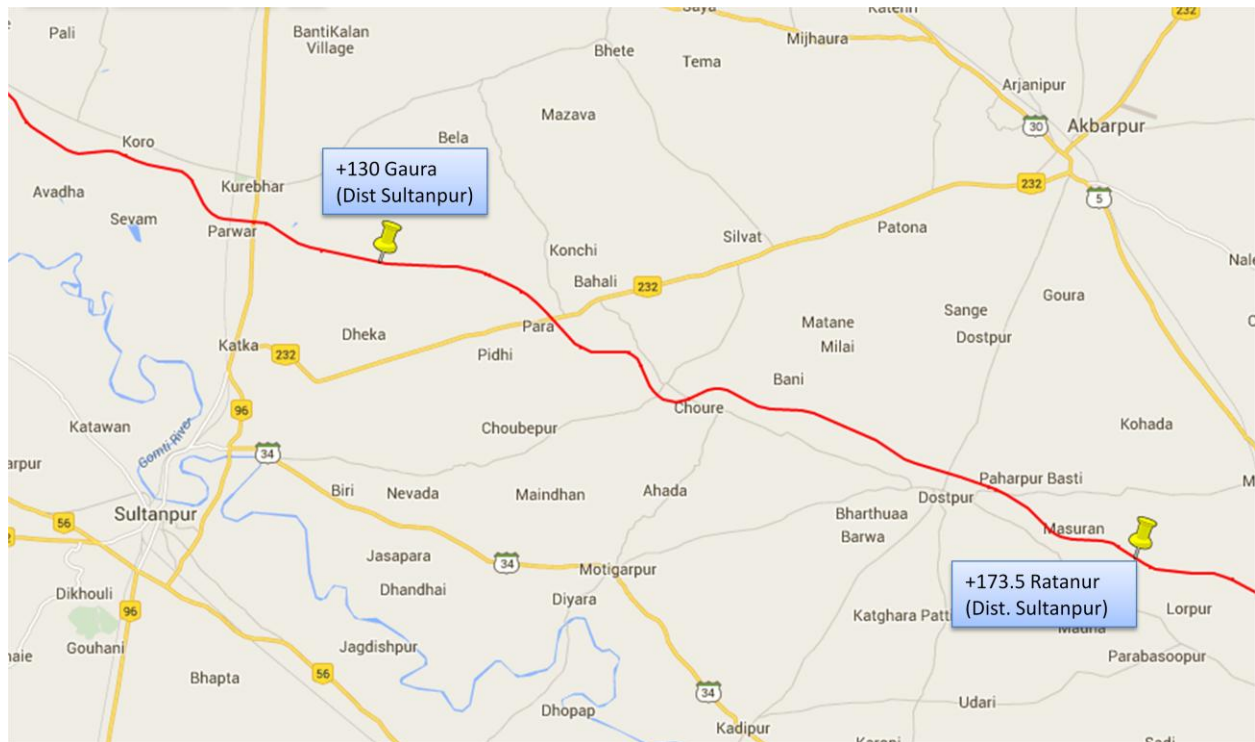 Saya
Katehri
232
Pali
BantiKalan
Village
Mijhaura
Bhete
Tema
Arjanipur
Mazava
30
Akbarpur
Koro
Bela
+130 Gaura
(Dist Sultanpur)
Kurebhar
Avadha
232
5
Sevam
Parwar
Silvat
Patona
Konchi
Bahali
232
Goura
Sange
Para
Dheka
Matane
Milai
Dostpur
Katka
232
Pidhi
Bani
96
Choure
Katawan
Choubepur
Kohada
Gomti River
34
arpur
Biri
Nevada
Maindhan
Ahada
Paharpur Basti
Dostpur
Sultanpur
56
Bharthuaa
Barwa
Masuran
Jasapara
34
Motigarpur
Dhandhai
+173.5 Ratanur
(Dist. Sultanpur)
Dikhouli
96
Diyara
Katghara Patti
Lorpur
Madha
Gouhani
Jagdishpur
Parabasoopur
Bhapta
56
34
Udari
Dhopap
Kadipur